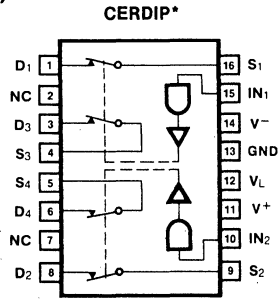 CERDIP*
D1 1 16 S1
NC 2 15 IN1
D3 3 14 V−
S3 4 13 GND
S4 5 12 VL
D4 6 11 V+
NC 7 10 IN2
D2 8 9 S2